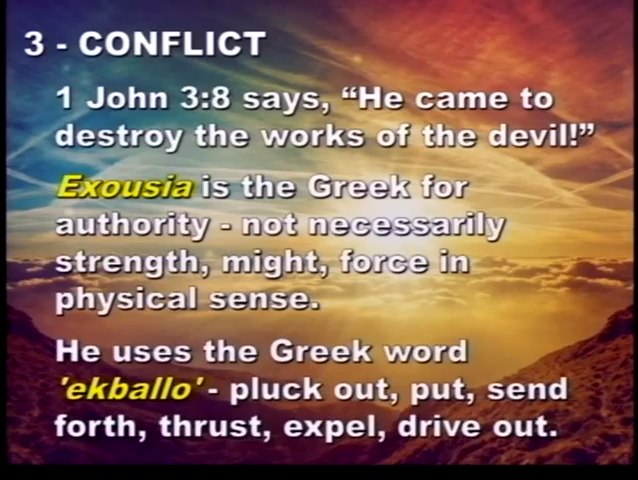 3 - CONFLICT
1 John 3:8 says, “He came to
destroy the works of the devil!”
Exousia is the Greek for
authority - not necessarily
strength, might, force in
physical sense.
He uses the Greek word
'ekballo' - pluck out, put, send
forth, thrust, expel, drive out.